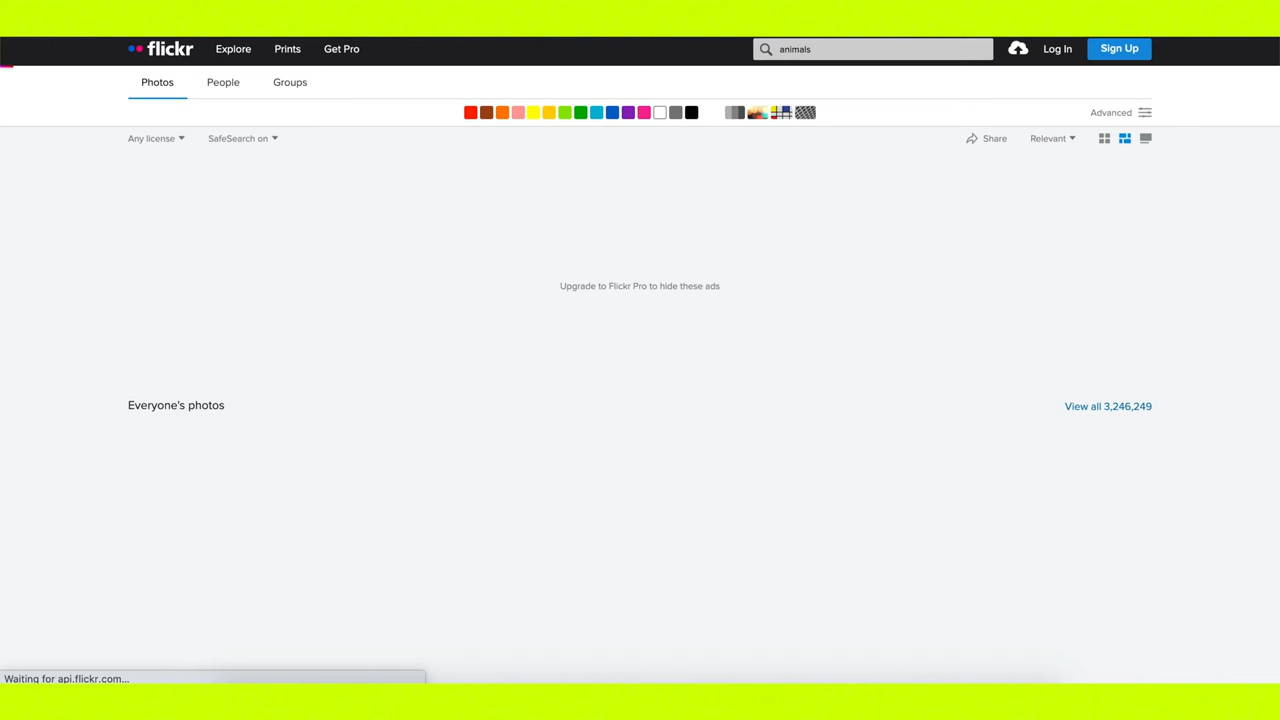 flickr Explore Prints Get Pro animals Log In Sign Up
Photos People Groups
Advanced
Any license SafeSearch on Share Relevant
Upgrade to Flickr Pro to hide these ads
Everyone's photos View all 3,246,249
Waiting for api.flickr.com...